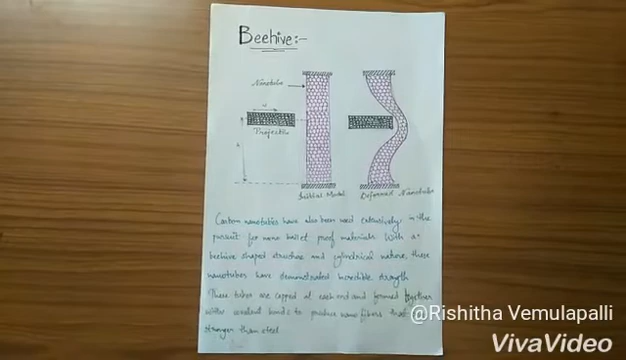 Beehive:-
Nanotube
v
Projectile
h
Initial Model
Deformed Nanotube
Carbon nanotubes have also been used extensively in the
pursuit for nano bullet proof materials. With a
beehive shaped structure and cylindrical nature, these
nanotubes have demonstrated incredible strength
These tubes are capped at each end and formed together
with covalent bonds to produce nano fibers that
stronger than steel
@Rishitha Vemulapalli
VivaVideo